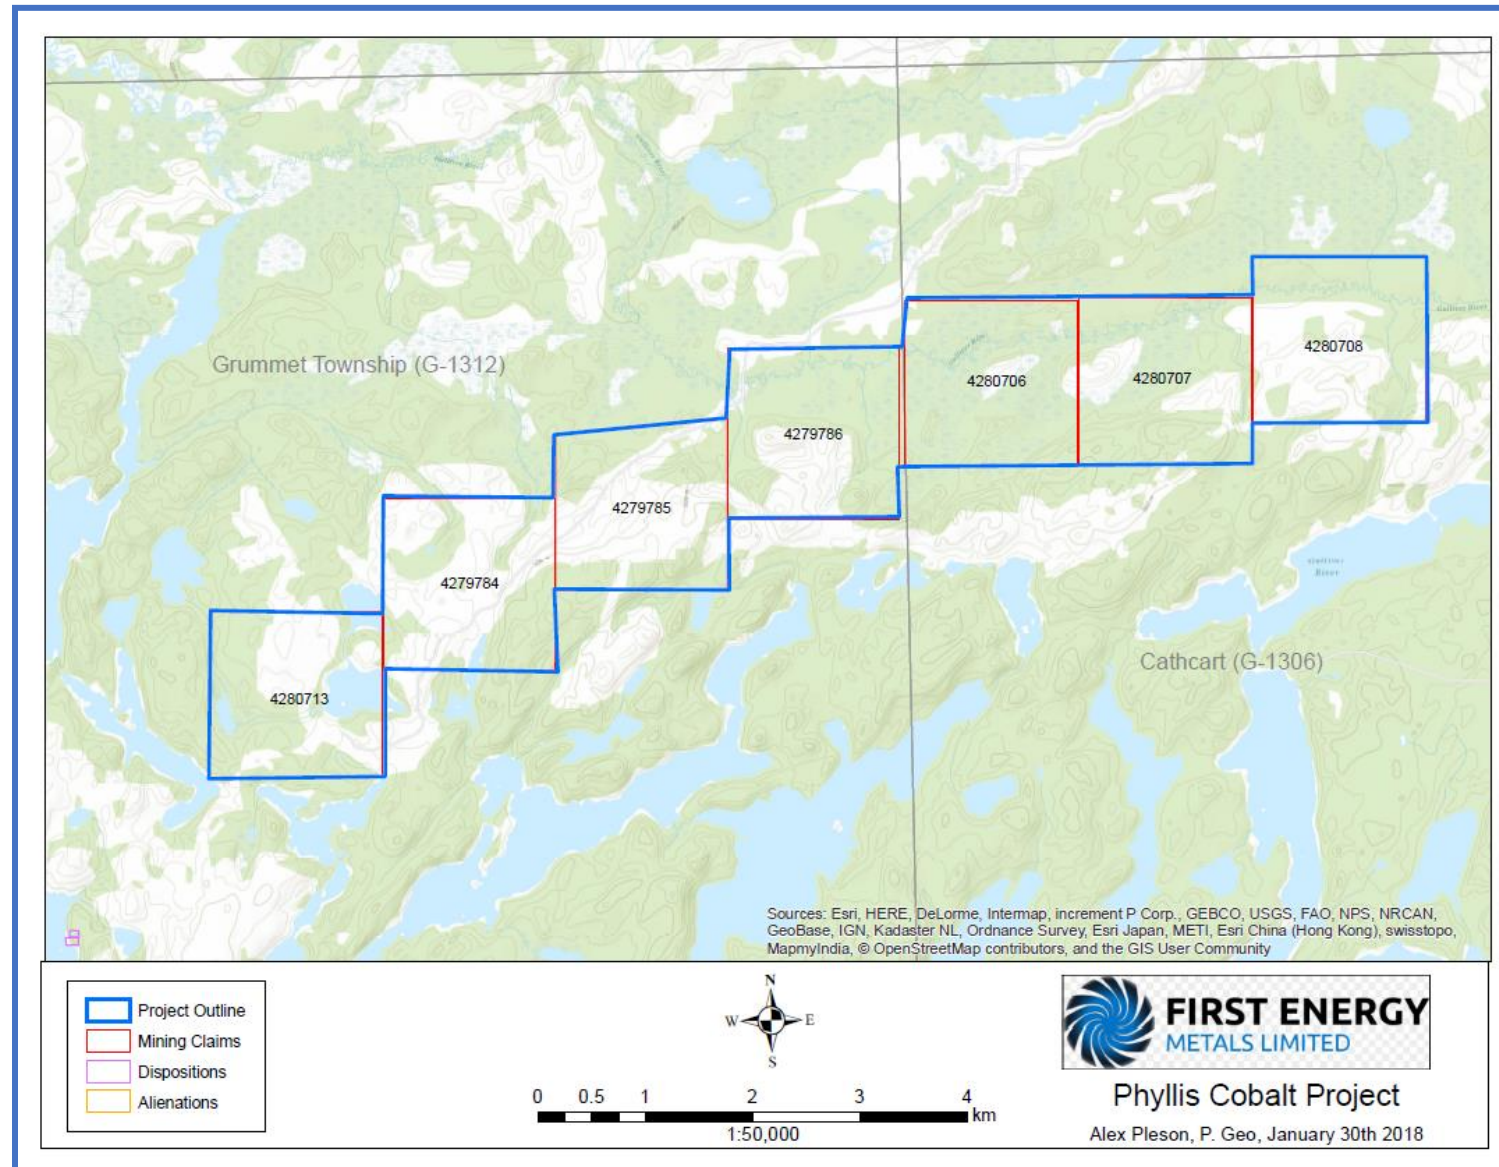 Grummet Township (G-1312)
4280708
4280706
4280707
4279786
4279785
4279784
4280713
River
Cathcart (G-1306)
Sources: Esri, HERE, DeLorme, Intermap, increment P Corp., GEBCO, USGS, FAO, NPS, NRCAN,
GeoBase, IGN, Kadaster NL, Ordnance Survey, Esri Japan, METI, Esri China (Hong Kong), swisstopo,
MapmyIndia, © OpenStreetMap contributors, and the GIS User Community
Project Outline
Mining Claims
Dispositions
Alienations
N
W E
S
0 0.5 1 2 3 4
km
1:50,000
FIRST ENERGY
METALS LIMITED
Phyllis Cobalt Project
Alex Pleson, P. Geo, January 30th 2018